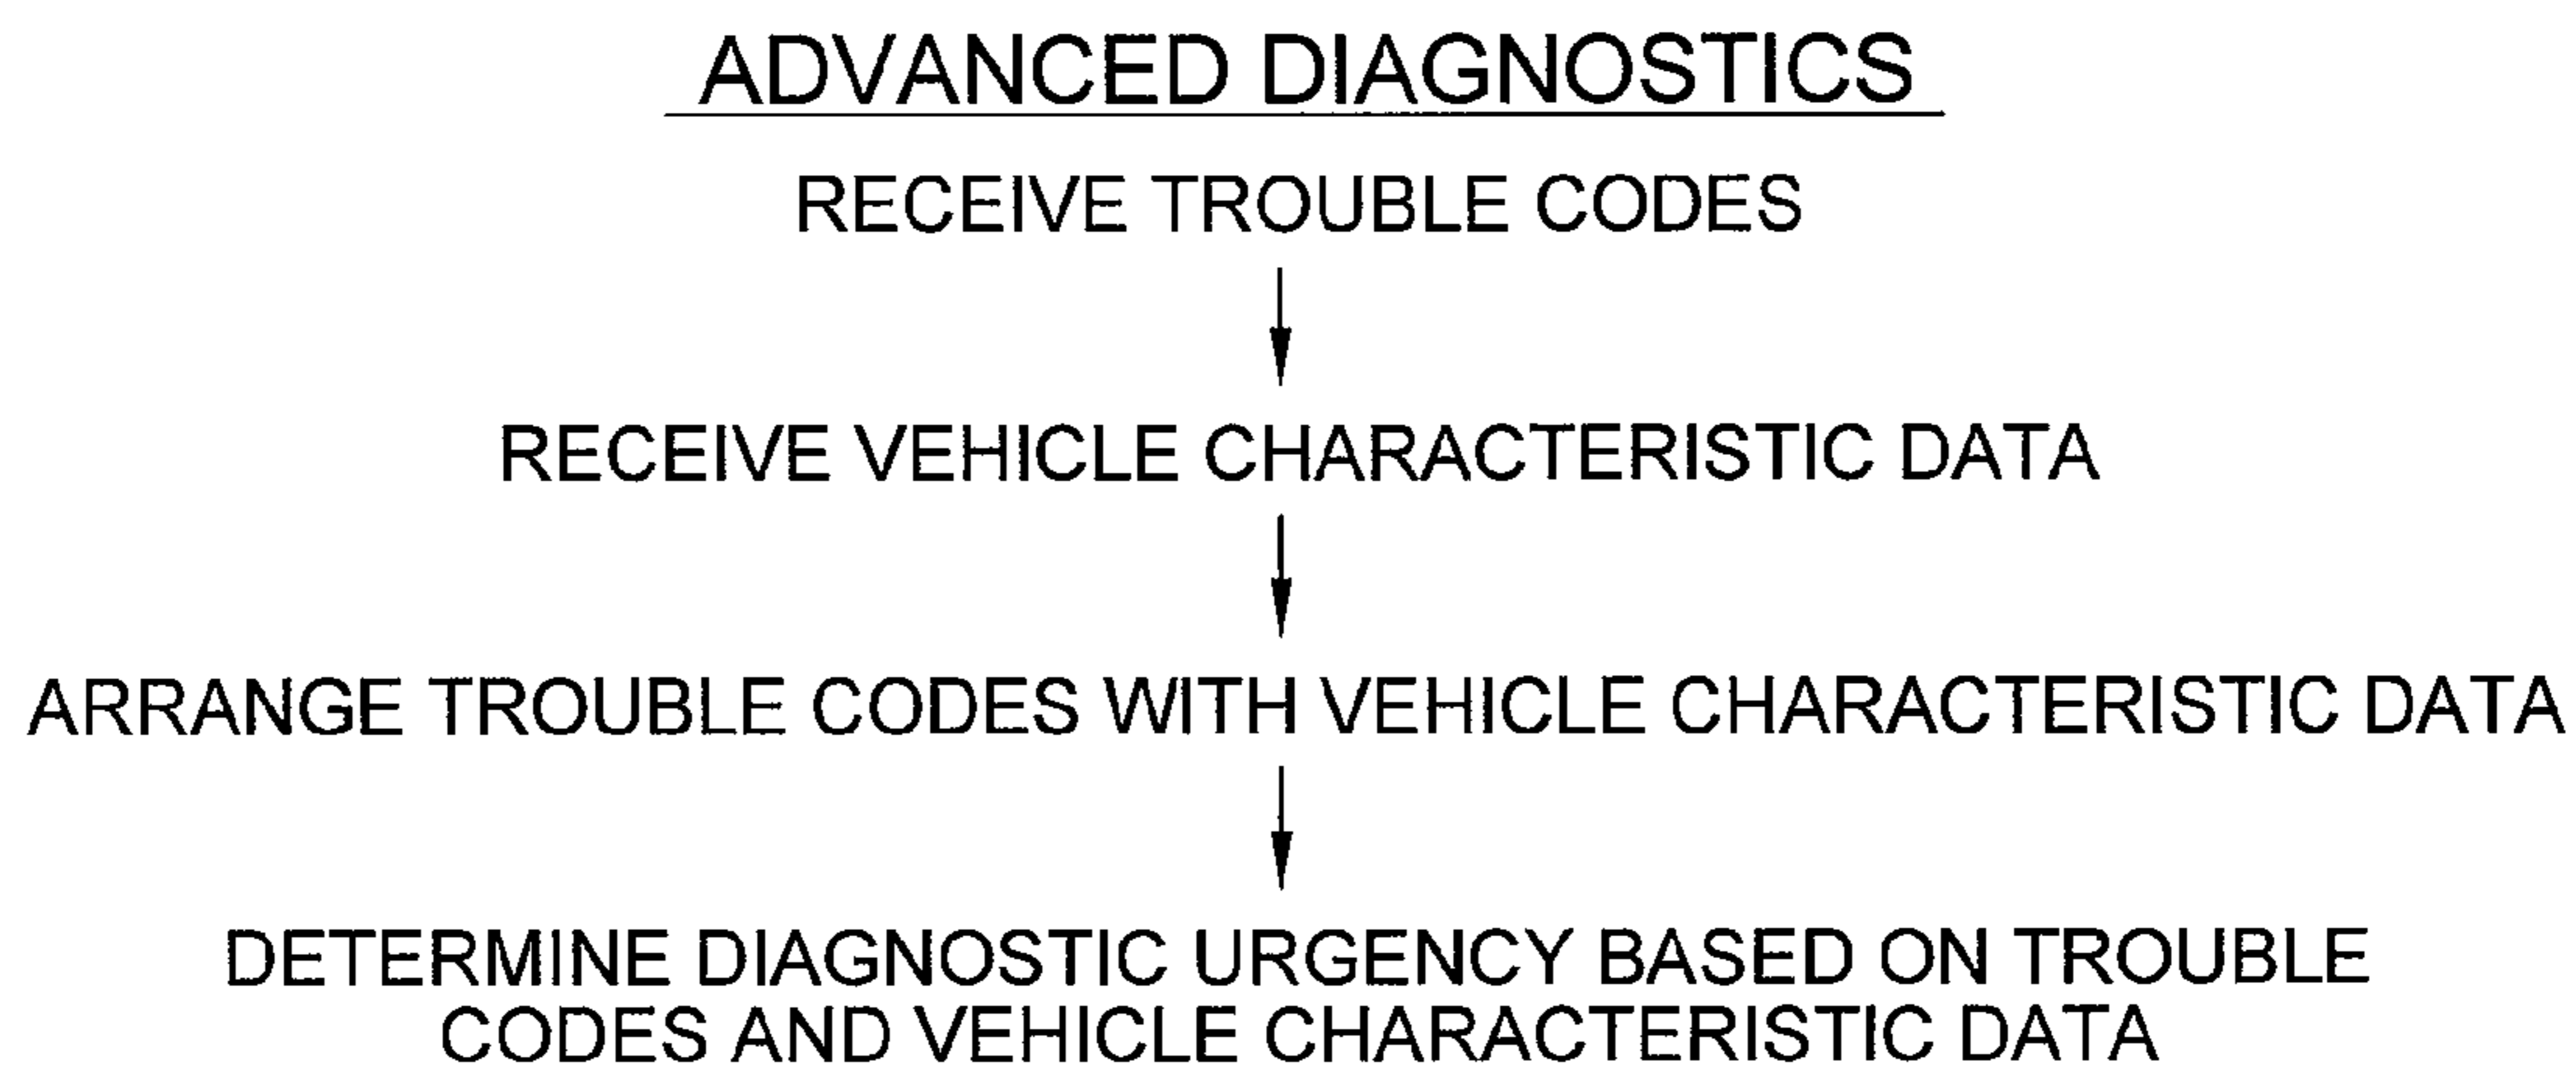 ADVANCED DIAGNOSTICS
RECEIVE TROUBLE CODES
RECEIVE VEHICLE CHARACTERISTIC DATA
ARRANGE TROUBLE CODES WITH VEHICLE CHARACTERISTIC DATA
DETERMINE DIAGNOSTIC URGENCY BASED ON TROUBLE
CODES AND VEHICLE CHARACTERISTIC DATA